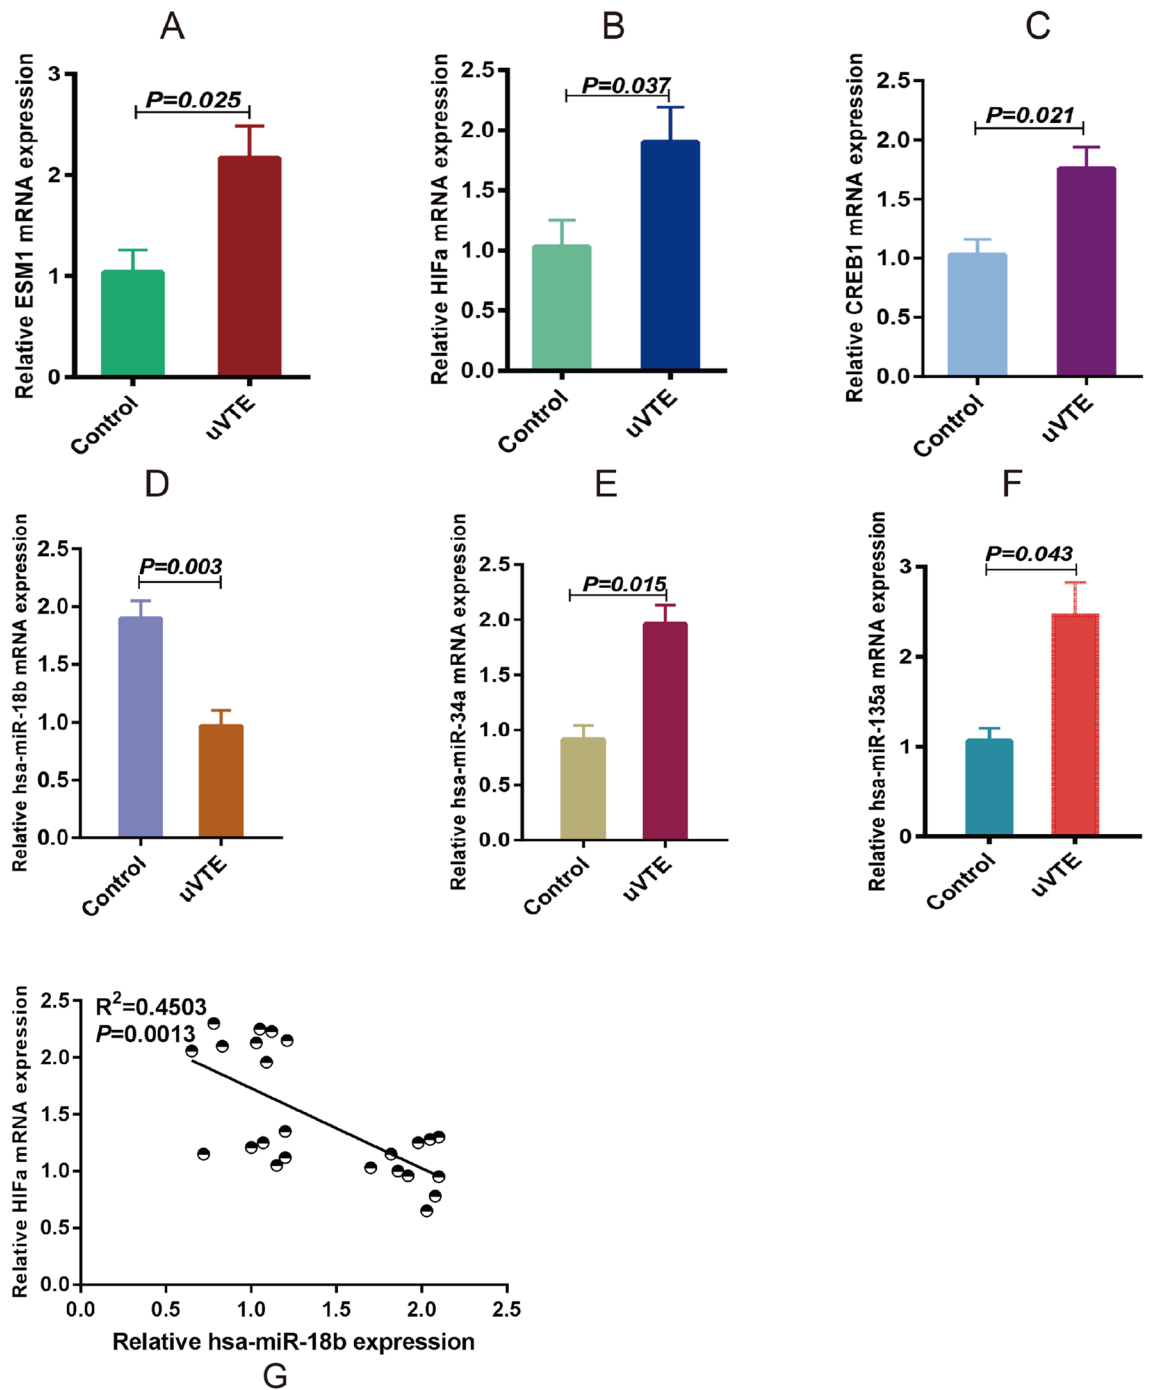 A
Relative ESM1 mRNA expression
3
2
1
0
P=0.025
Control
uVTE
B
Relative HIFa mRNA expression
2.5
2.0
1.5
1.0
0.5
0.0
P=0.037
Control
uVTE
C
Relative CREB1 mRNA expression
2.5
2.0
1.5
1.0
0.5
0.0
P=0.021
Control
uVTE
D
Relative hsa-miR-18b mRNA expression
2.5
2.0
1.5
1.0
0.5
0.0
P=0.003
Control
uVTE
E
Relative hsa-miR-34a mRNA expression
2.5
2.0
1.5
1.0
0.5
0.0
P=0.015
Control
uVTE
F
Relative hsa-miR-135a mRNA expression
3
2
1
0
P=0.043
Control
uVTE
Relative HIFa mRNA expression
2.5
2.0
1.5
1.0
0.5
0.0
R²=0.4503
P=0.0013
0.0 0.5 1.0 1.5 2.0 2.5
Relative hsa-miR-18b expression
G